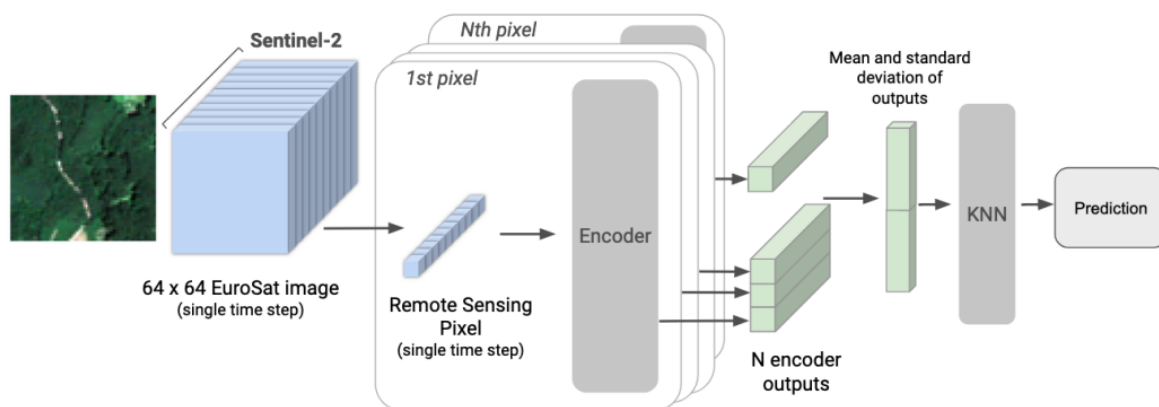 Sentinel-2
64 x 64 EuroSat image
(single time step)
Nth pixel
1st pixel
Remote Sensing
Pixel
(single time step)
Encoder
N encoder
outputs
Mean and standard
deviation of
outputs
KNN
Prediction